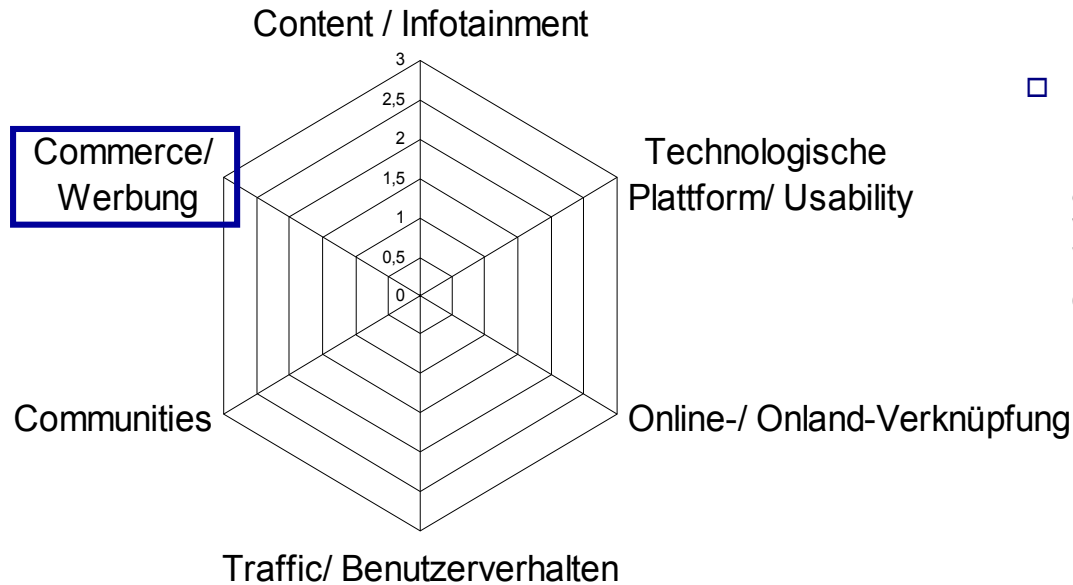 Content / Infotainment
3
2,5
2
1,5
1
0,5
0
Commerce/
Werbung
Technologische
Plattform/ Usability
Communities
Online-/ Onland-Verknüpfung
Traffic/ Benutzerverhalten